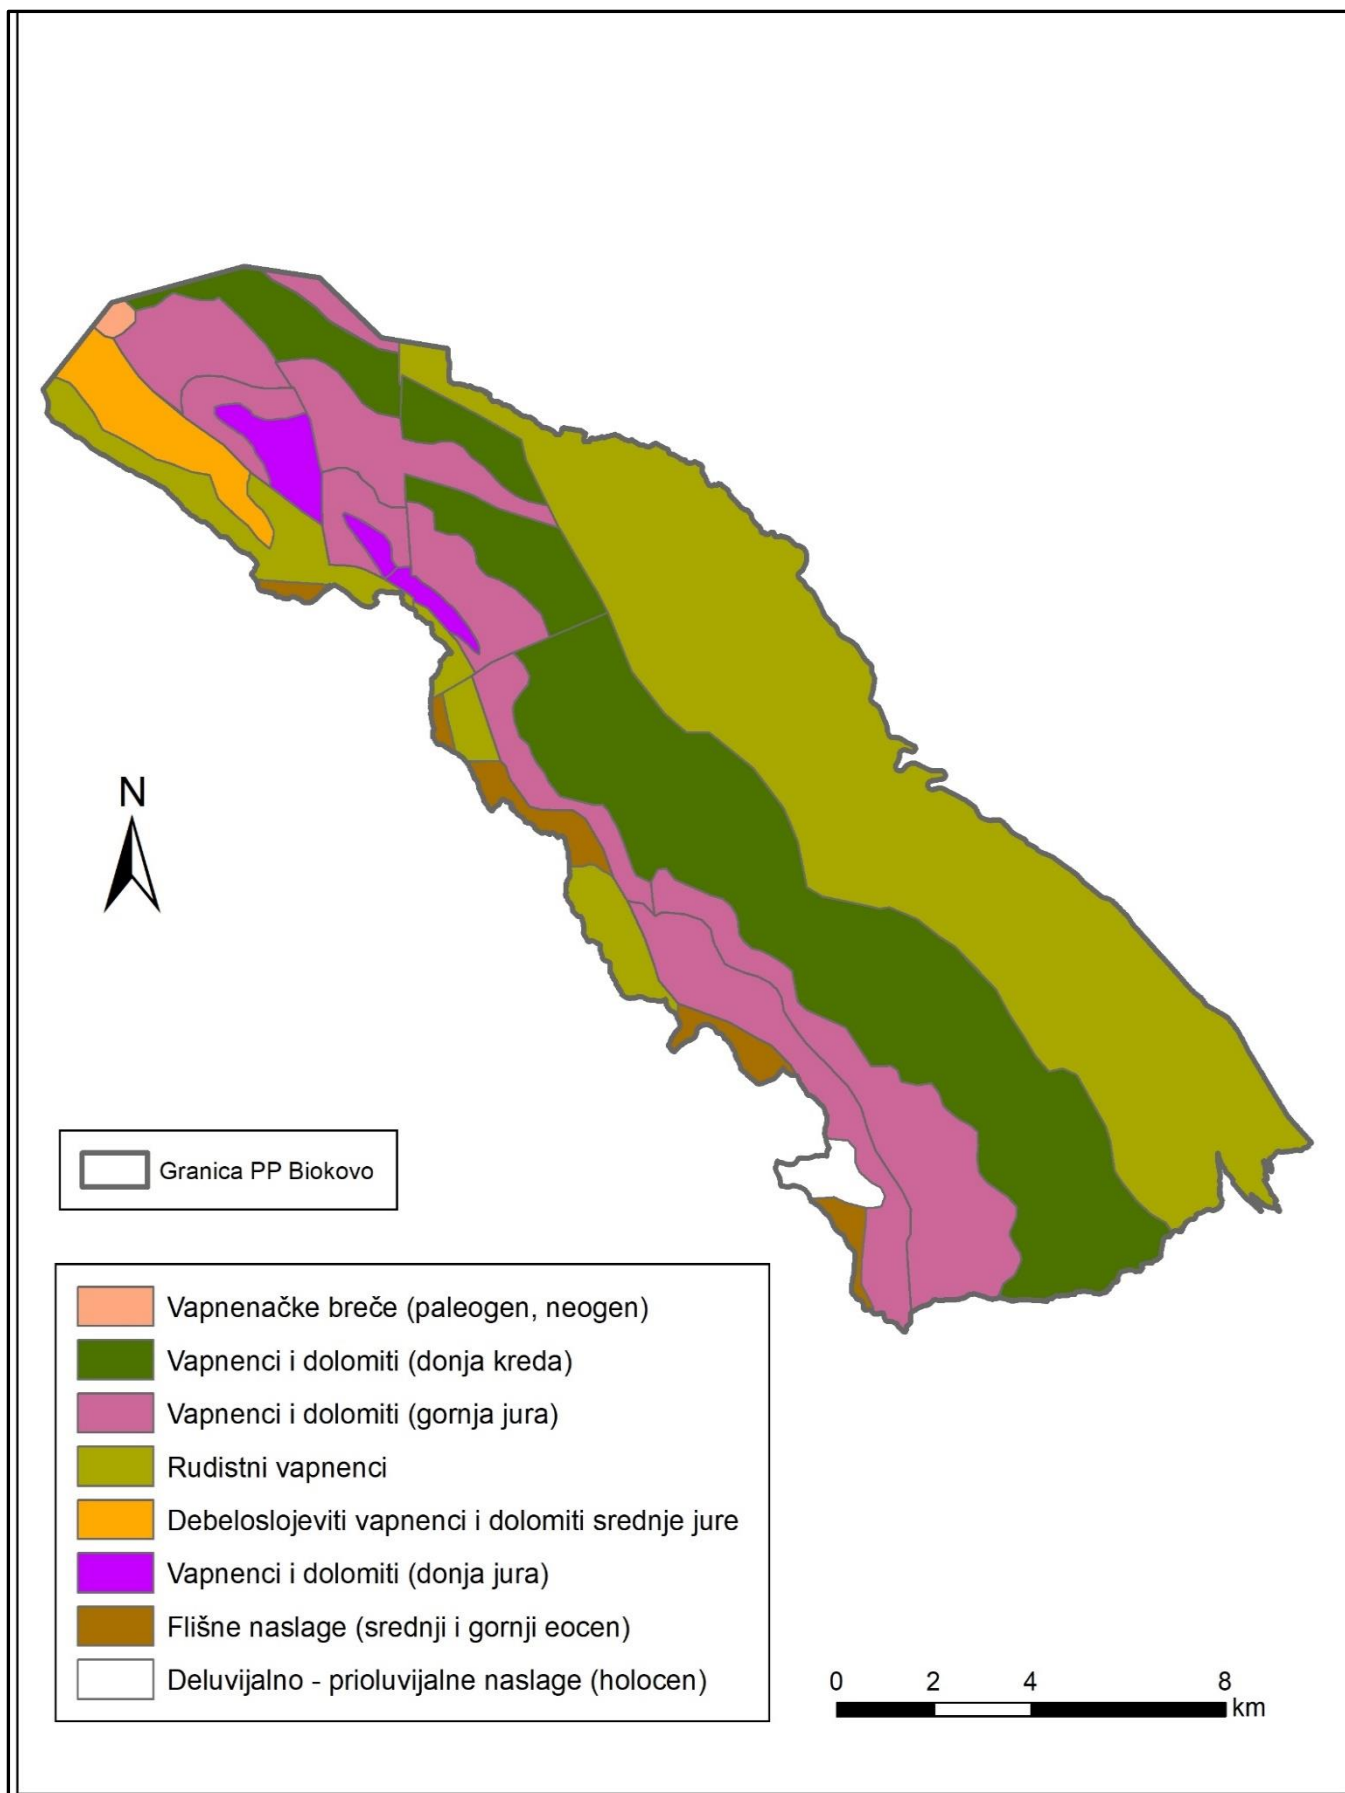 N
Granica PP Biokovo
Vapnenačke breče (paleogen, neogen)
Vapnenci i dolomiti (donja kreda)
Vapnenci i dolomiti (gornja jura)
Rudistni vapnenci
Debeloslojeviti vapnenci i dolomiti srednje jure
Vapnenci i dolomiti (donja jura)
Flišne naslage (srednji i gornji eocen)
Deluvijalno - prioluvijalne naslage (holocen)
0 2 4 8
km